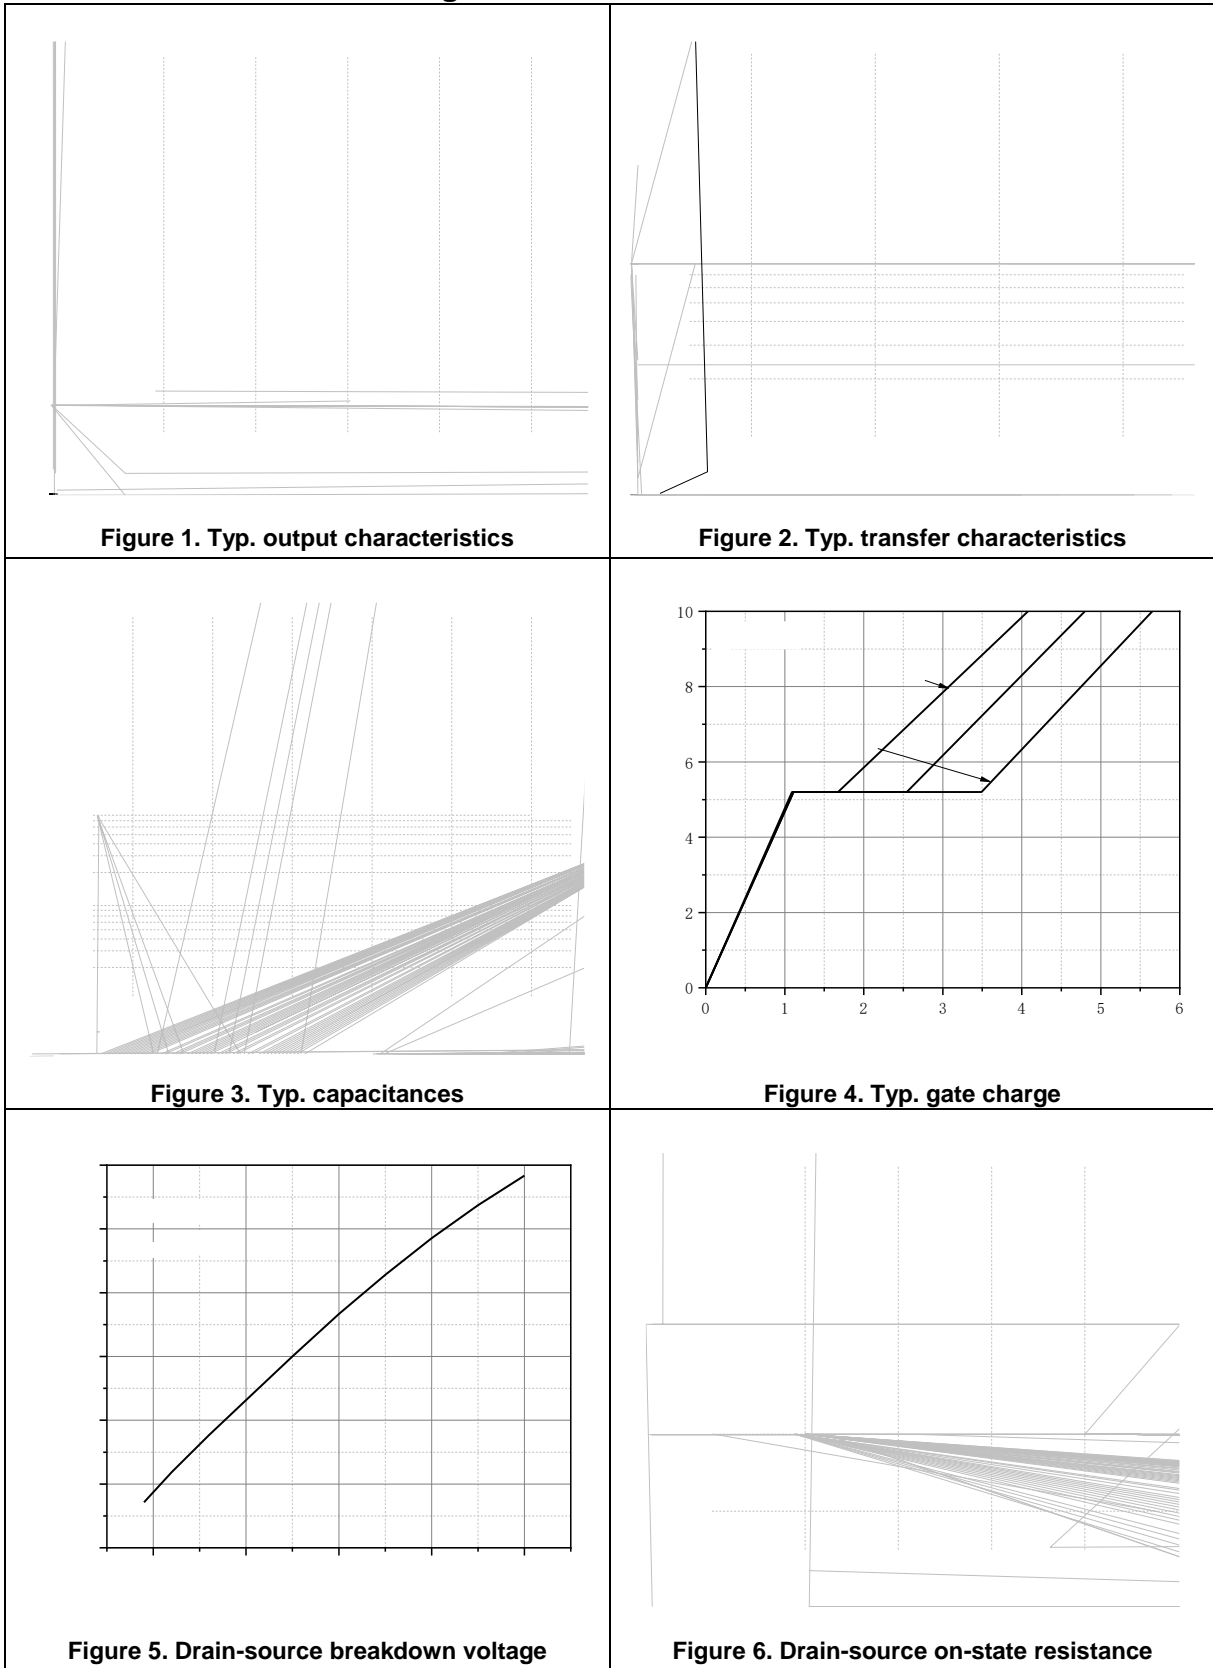 Figure 1. Typ. output characteristics
Figure 2. Typ. transfer characteristics
10
8
6
4
2
0
0 1 2 3 4 5 6
Figure 3. Typ. capacitances
Figure 4. Typ. gate charge
Figure 5. Drain-source breakdown voltage
Figure 6. Drain-source on-state resistance